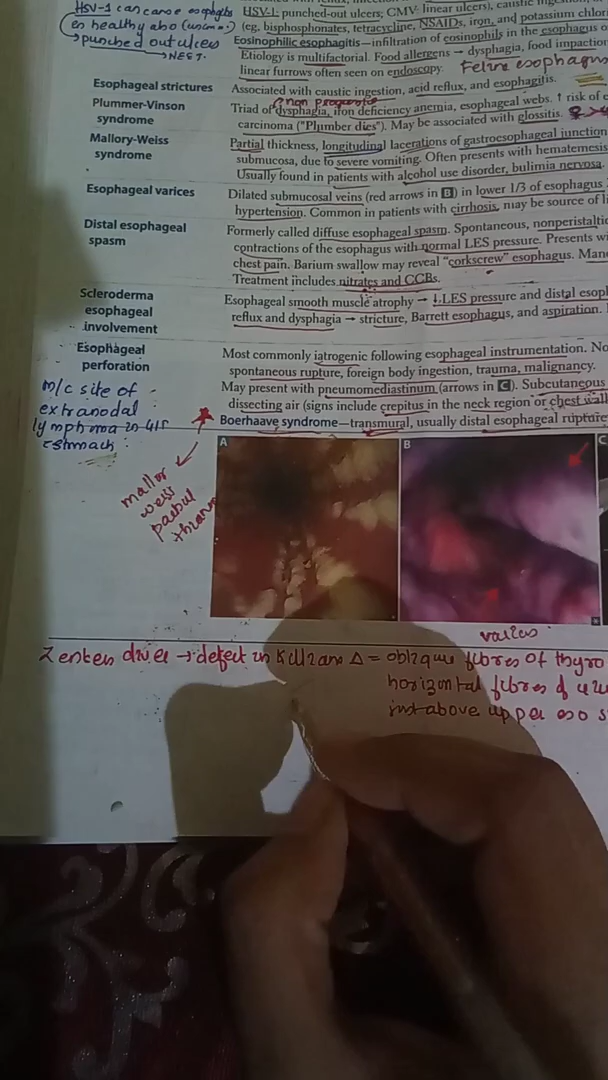 HSV-1 can cause esophgtis
HSV-1: punched-out ulcers; CMV: linear ulcers), caustic
en healthy also
(eg, bisphosphonates, tetracycline, NSAIDs, iron, and potassium chlor
→ punched out ulcers
Eosinophilic esophagitis—infiltration of eosinophils in the esophagus o
Etiology is multifactorial. Food allergens → dysphagia, food impaction
linear furrows often seen on endoscopy.
Feline esophagus
Esophageal strictures
Associated with caustic ingestion, acid reflux, and esophagitis.
non progressive
Plummer-Vinson
syndrome
Triad of dysphagia, iron deficiency anemia, esophageal webs. ↑ risk of e
carcinoma ("Plumber dies"). May be associated with glossitis.
Mallory-Weiss
syndrome
Partial thickness, longitudinal lacerations of gastroesophageal junction
submucosa, due to severe vomiting. Often presents with hematemesis
Usually found in patients with alcohol use disorder, bulimia nervosa.
Esophageal varices
Dilated submucosal veins (red arrows in B) in lower 1/3 of esophagus
hypertension. Common in patients with cirrhosis, may be source of li
Distal esophageal
spasm
Formerly called diffuse esophageal spasm. Spontaneous, nonperistaltic
contractions of the esophagus with normal LES pressure. Presents wi
chest pain. Barium swallow may reveal "corkscrew" esophagus. Man
Treatment includes nitrates and CCBs.
Scleroderma
esophageal
involvement
Esophageal smooth muscle atrophy → ↓ LES pressure and distal esop
reflux and dysphagia → stricture, Barrett esophagus, and aspiration.
Esophageal
perforation
Most commonly iatrogenic following esophageal instrumentation. No
spontaneous rupture, foreign body ingestion, trauma, malignancy.
May present with pneumomediastinum (arrows in C). Subcutaneous
dissecting air (signs include crepitus in the neck region or chest wall
Boerhaave syndrome—transmural, usually distal esophageal rupture
m/c site of
extranodal
lymphoma in GIT
stomach
mallor
weiss
partial
A
B
C
varices
Zenker diver → defect in Killian Δ = oblique fibres of thyro
horizontal fibres of
just above upper eso s